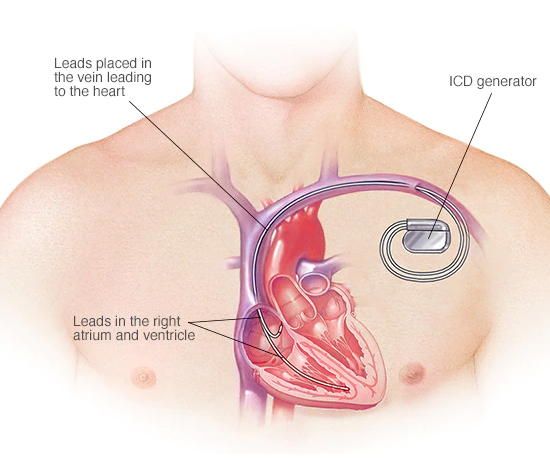 Leads placed in
the vein leading
to the heart
ICD generator
Leads in the right
atrium and ventricle